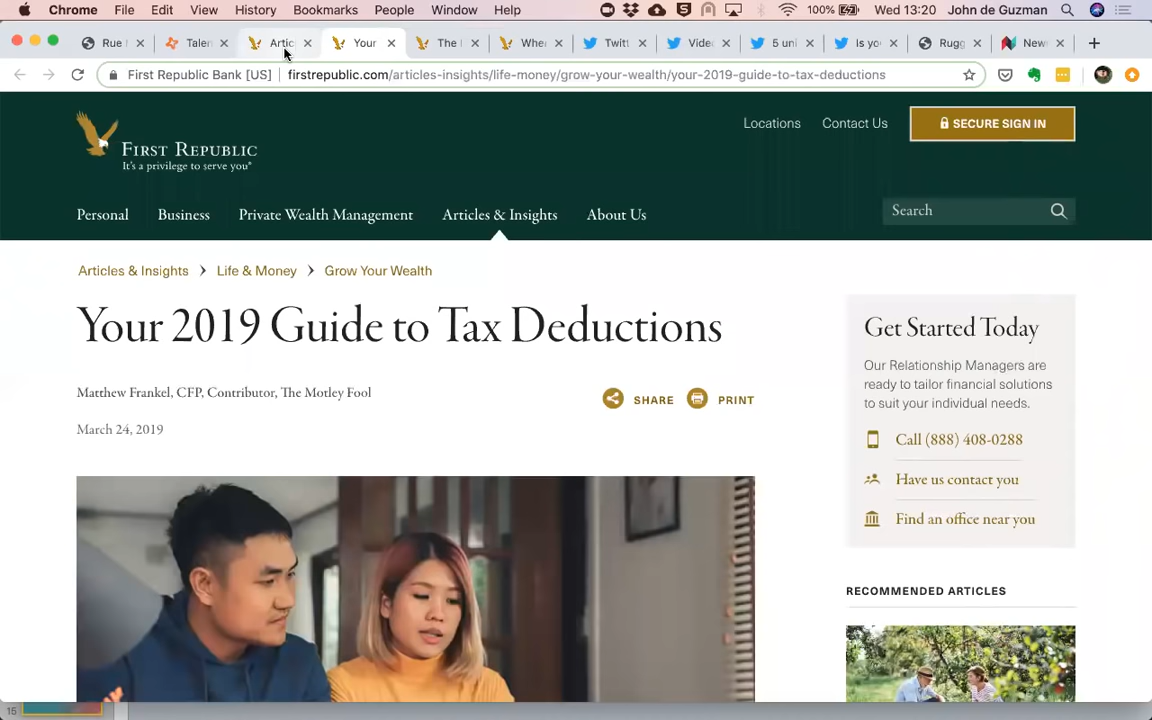 Chrome File Edit View History Bookmarks People Window Help 100% Wed 13:20 John de Guzman
Rue Talen Artic Your The Whe Twitt Vide 5 uni Is yo Rugg New
First Republic Bank [US] firstrepublic.com/articles-insights/life-money/grow-your-wealth/your-2019-guide-to-tax-deductions
Locations Contact Us SECURE SIGN IN
FIRST REPUBLIC
It's a privilege to serve you®
Personal Business Private Wealth Management Articles & Insights About Us Search
Articles & Insights > Life & Money > Grow Your Wealth
Your 2019 Guide to Tax Deductions
Matthew Frankel, CFP, Contributor, The Motley Fool
SHARE PRINT
March 24, 2019
Get Started Today
Our Relationship Managers are
ready to tailor financial solutions
to suit your individual needs.
Call (888) 408-0288
Have us contact you
Find an office near you
RECOMMENDED ARTICLES
15